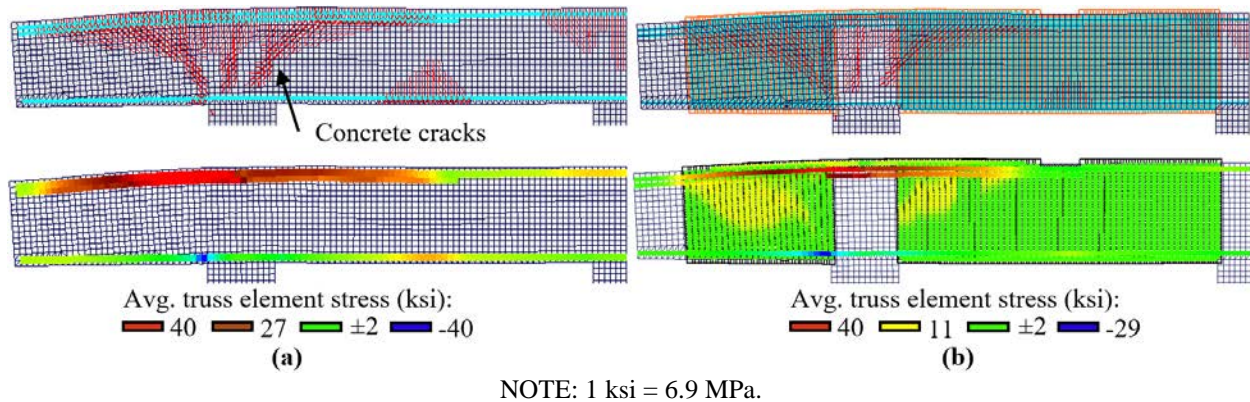 Concrete cracks
Avg. truss element stress (ksi):
40 27 ±2 -40
(a)
Avg. truss element stress (ksi):
40 11 ±2 -29
(b)
NOTE: 1 ksi = 6.9 MPa.